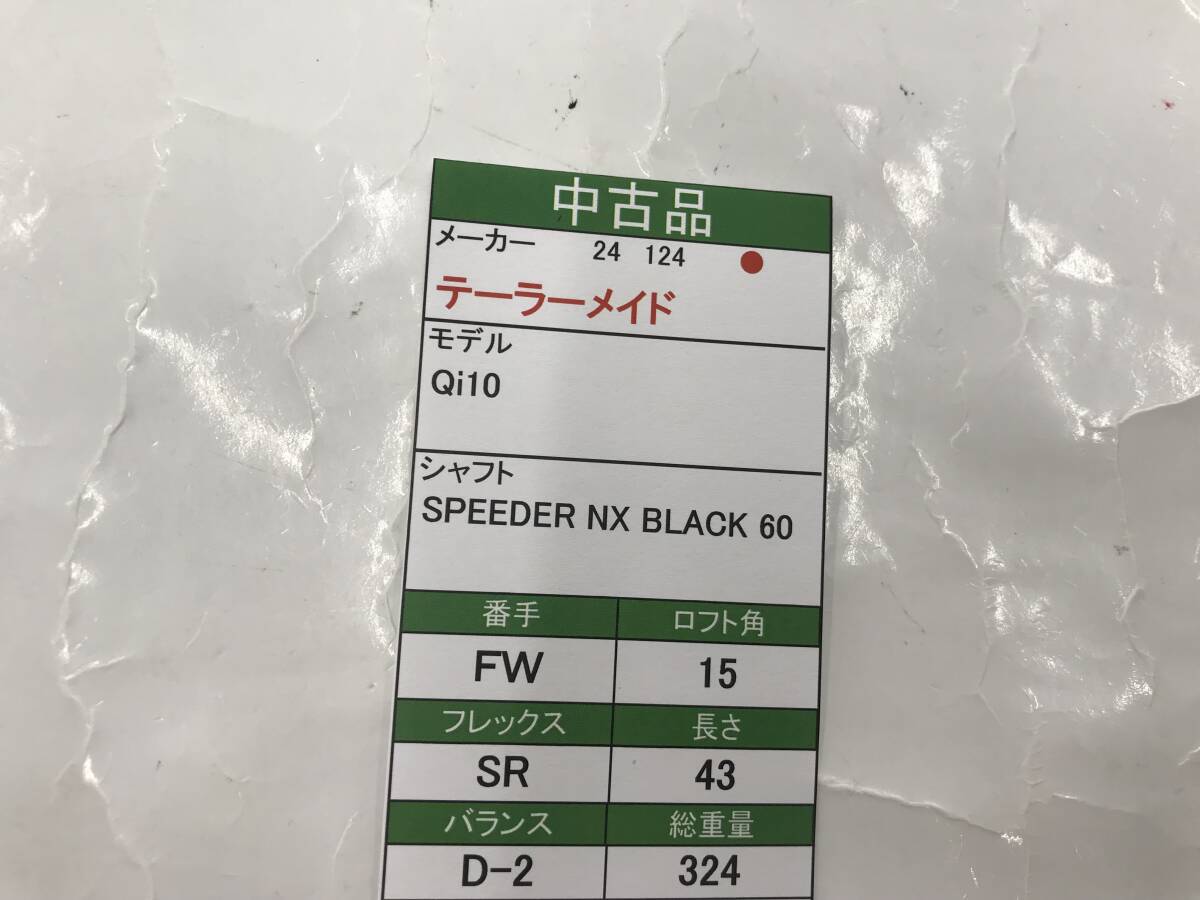 中古品
メーカー 24 124
テーラーメイド
モデル
Qi10
シャフト
SPEEDER NX BLACK 60
番手 ロフト角
FW 15
フレックス 長さ
SR 43
バランス 総重量
D-2 324